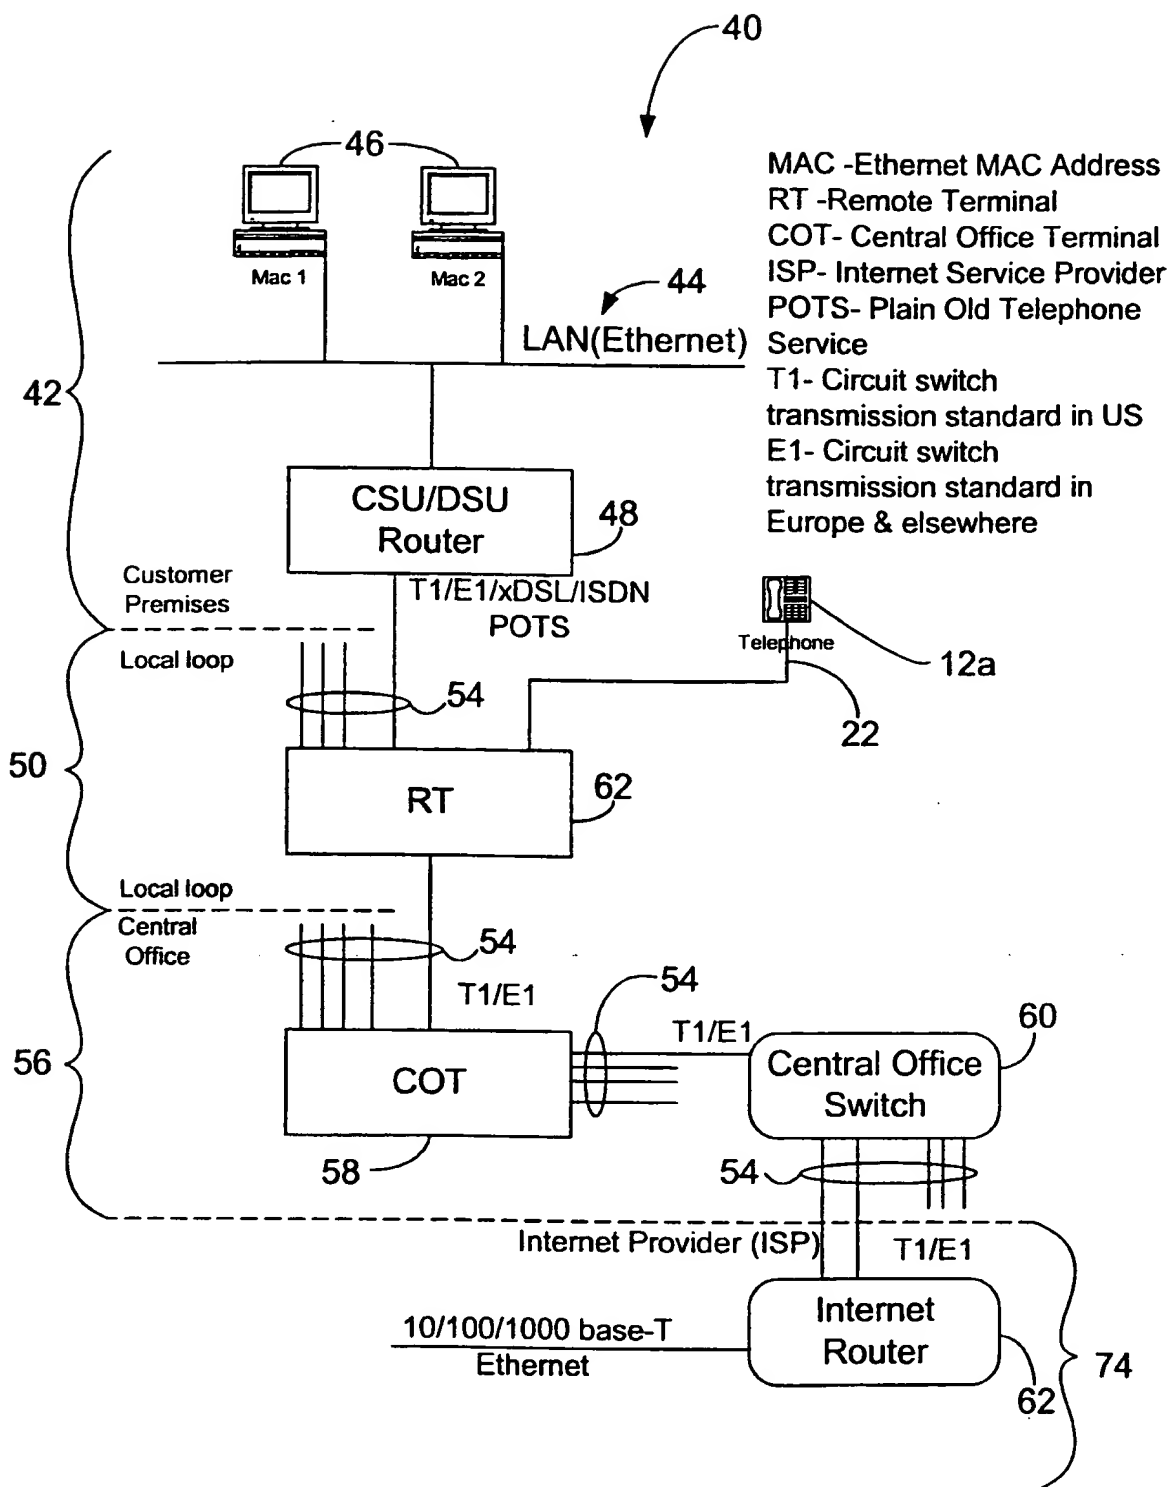 40
46
MAC -Ethernet MAC Address
RT -Remote Terminal
COT- Central Office Terminal
ISP- Internet Service Provider
POTS- Plain Old Telephone
Service
T1- Circuit switch
transmission standard in US
E1- Circuit switch
transmission standard in
Europe & elsewhere
Mac 1
Mac 2
44
LAN(Ethernet)
42
CSU/DSU
Router
48
T1/E1/xDSL/ISDN
POTS
Customer
Premises
Local loop
54
Telephone
12a
22
50
RT
62
Local loop
Central
Office
54
T1/E1
54
T1/E1
60
56
COT
Central Office
Switch
58
54
Internet Provider (ISP)
T1/E1
10/100/1000 base-T
Ethernet
Internet
Router
74
62